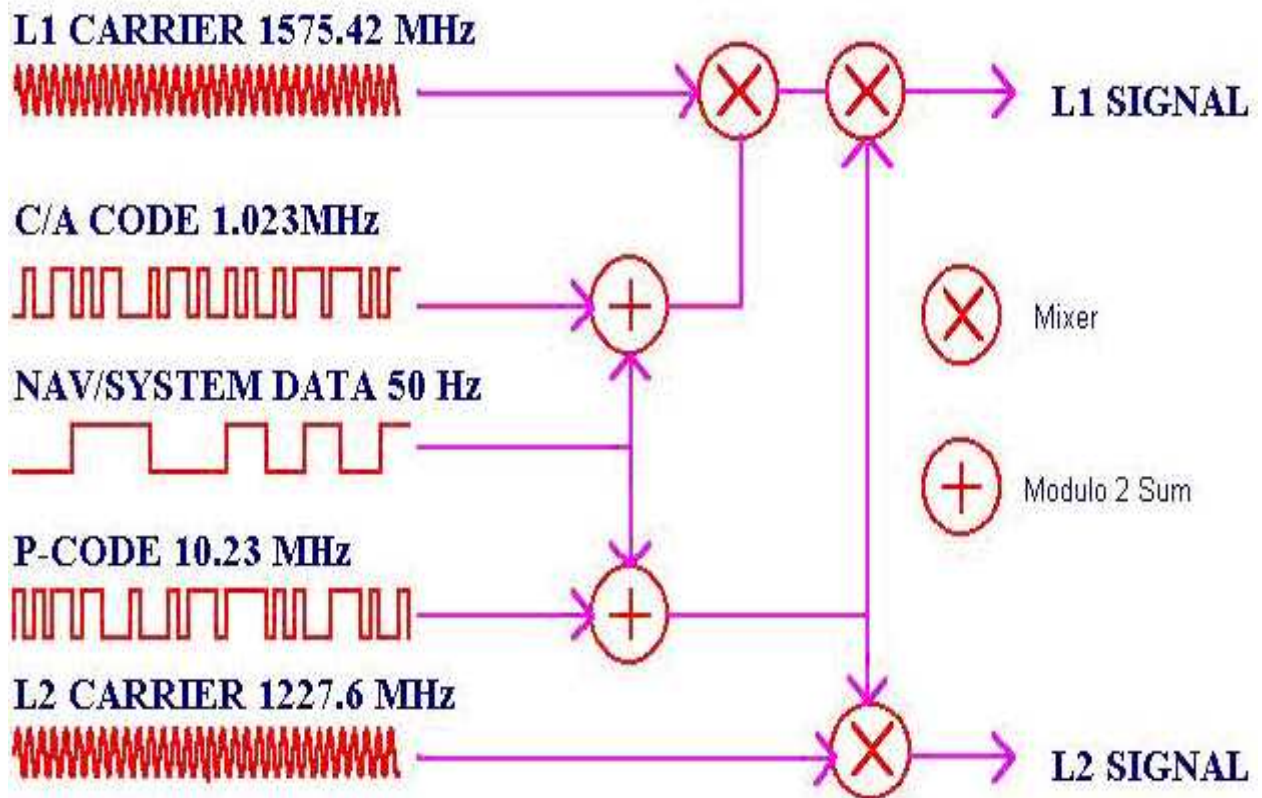 L1 CARRIER 1575.42 MHz
L1 SIGNAL
C/A CODE 1.023MHz
Mixer
NAV/SYSTEM DATA 50 Hz
Modulo 2 Sum
P-CODE 10.23 MHz
L2 CARRIER 1227.6 MHz
L2 SIGNAL